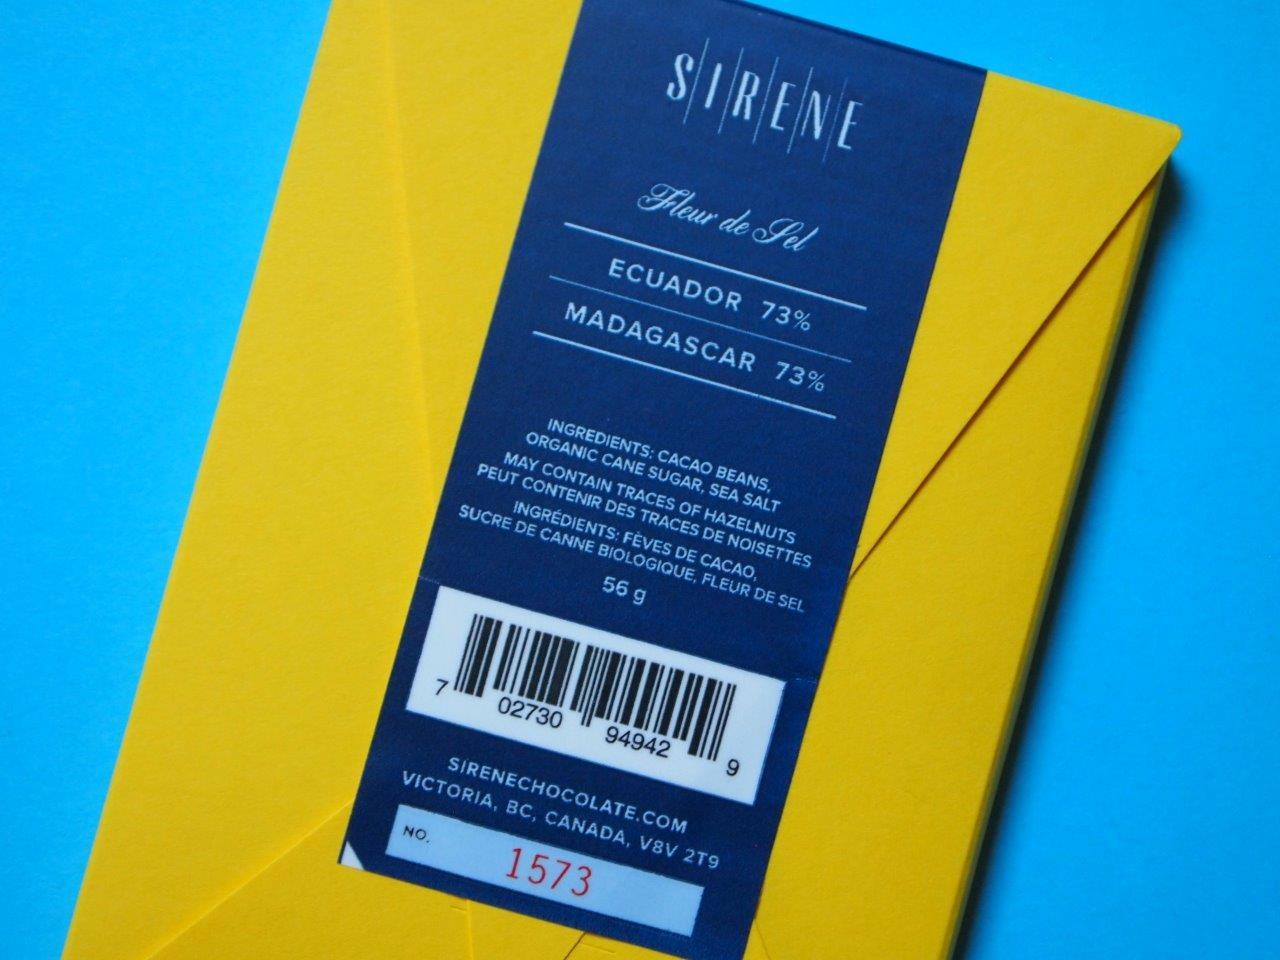 SIRENE
Fleur de Sel
ECUADOR 73%
MADAGASCAR 73%
INGREDIENTS: CACAO BEANS,
ORGANIC CANE SUGAR, SEA SALT
MAY CONTAIN TRACES OF HAZELNUTS
PEUT CONTENIR DES TRACES DE NOISETTES
INGRÉDIENTS: FÈVES DE CACAO,
SUCRE DE CANNE BIOLOGIQUE, FLEUR DE SEL
56 g
7 02730 94942 9
SIRENECHOCOLATE.COM
VICTORIA, BC, CANADA, V8V 2T9
NO. 1573